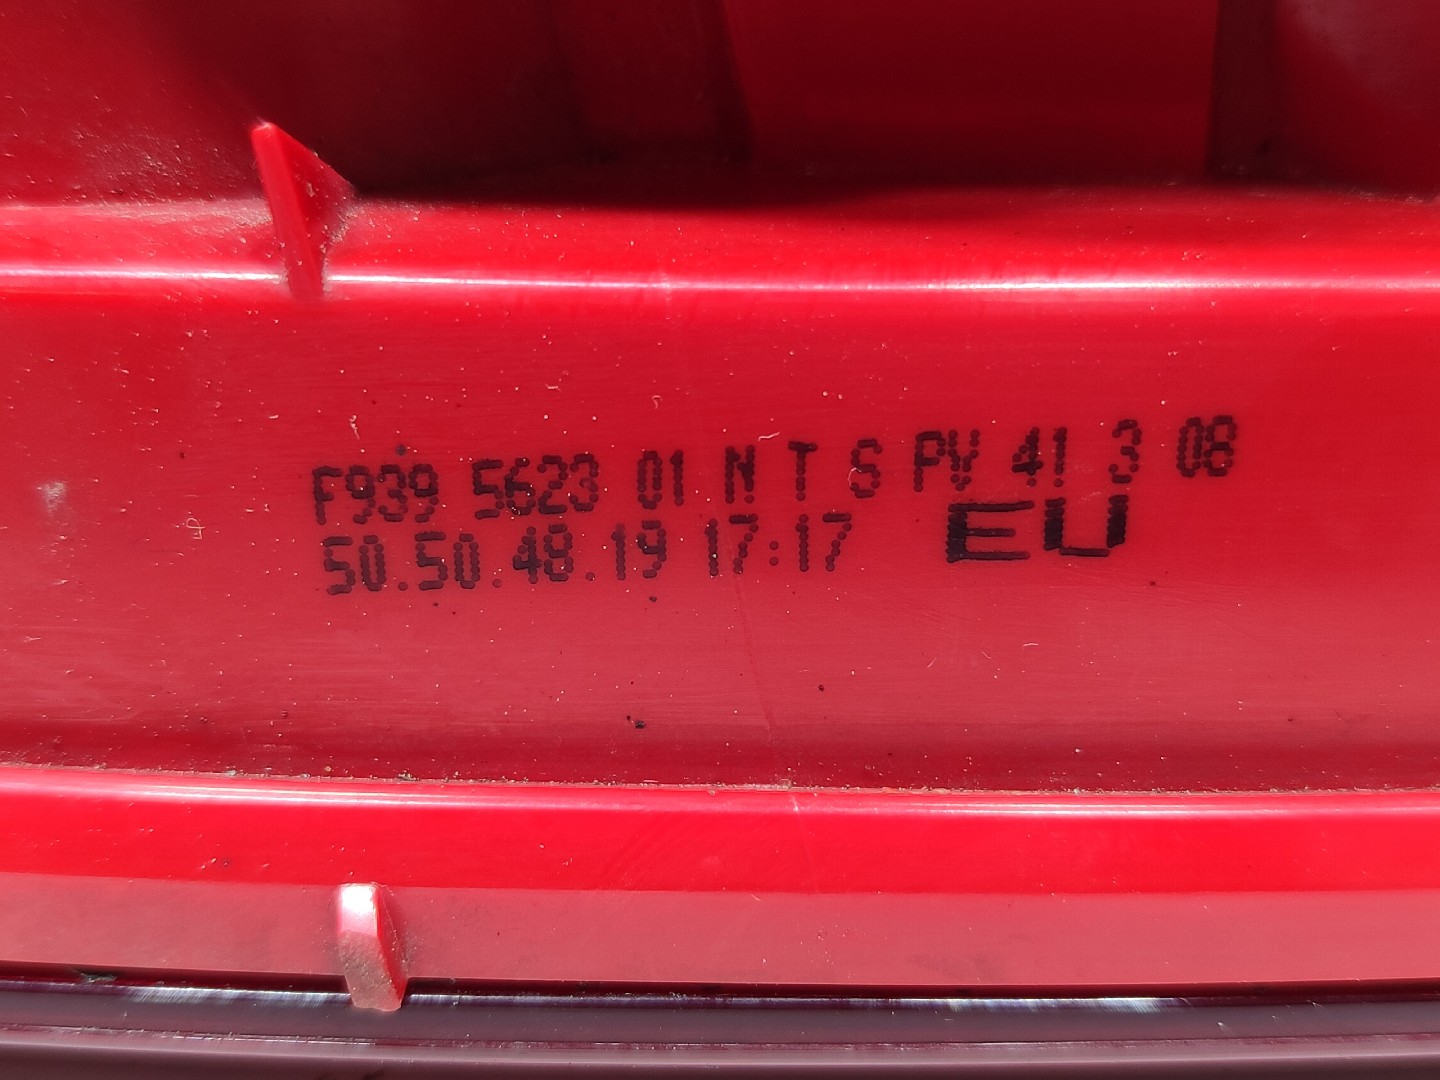 F939 5623 01 N T S PV 41 3 08
50.50.48.19 17:17 EU